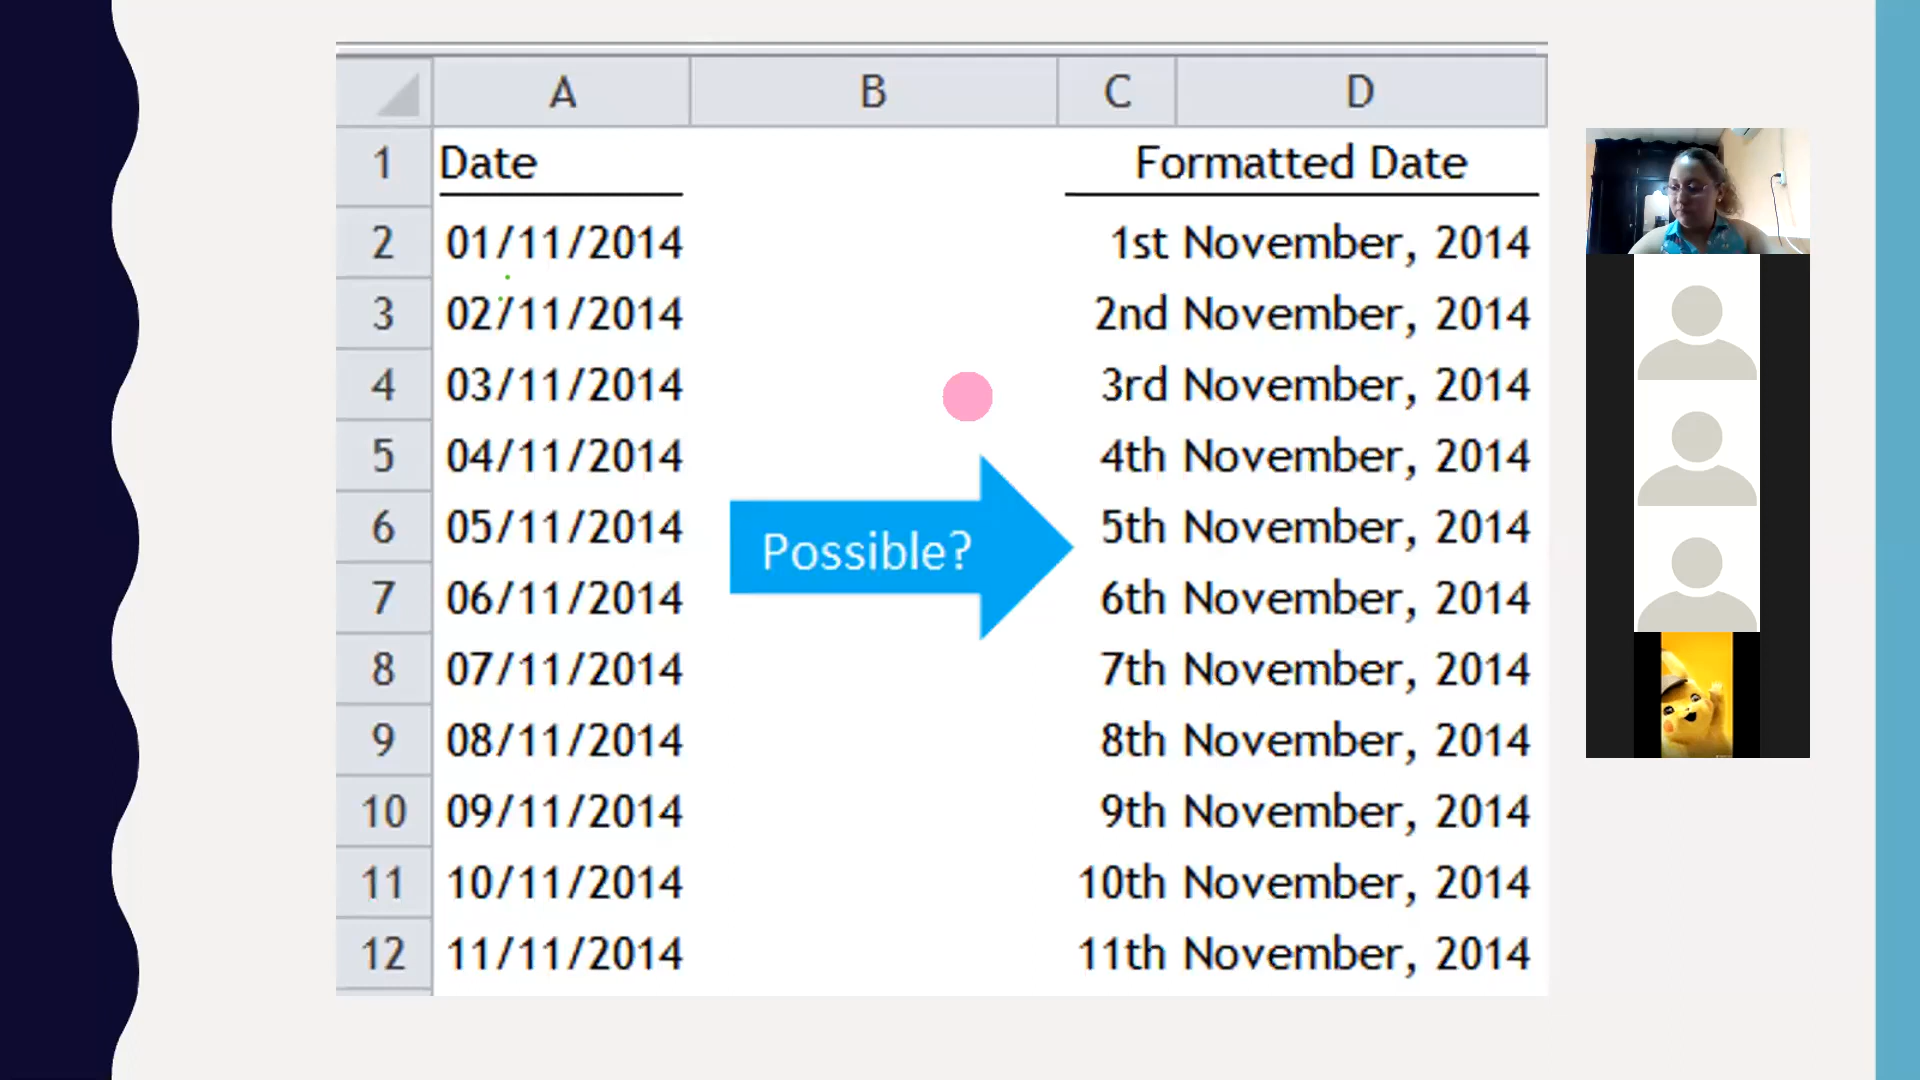 A B C D
1 Date Formatted Date
2 01/11/2014 1st November, 2014
3 02/11/2014 2nd November, 2014
4 03/11/2014 3rd November, 2014
5 04/11/2014 4th November, 2014
6 05/11/2014 5th November, 2014
Possible?
7 06/11/2014 6th November, 2014
8 07/11/2014 7th November, 2014
9 08/11/2014 8th November, 2014
10 09/11/2014 9th November, 2014
11 10/11/2014 10th November, 2014
12 11/11/2014 11th November, 2014